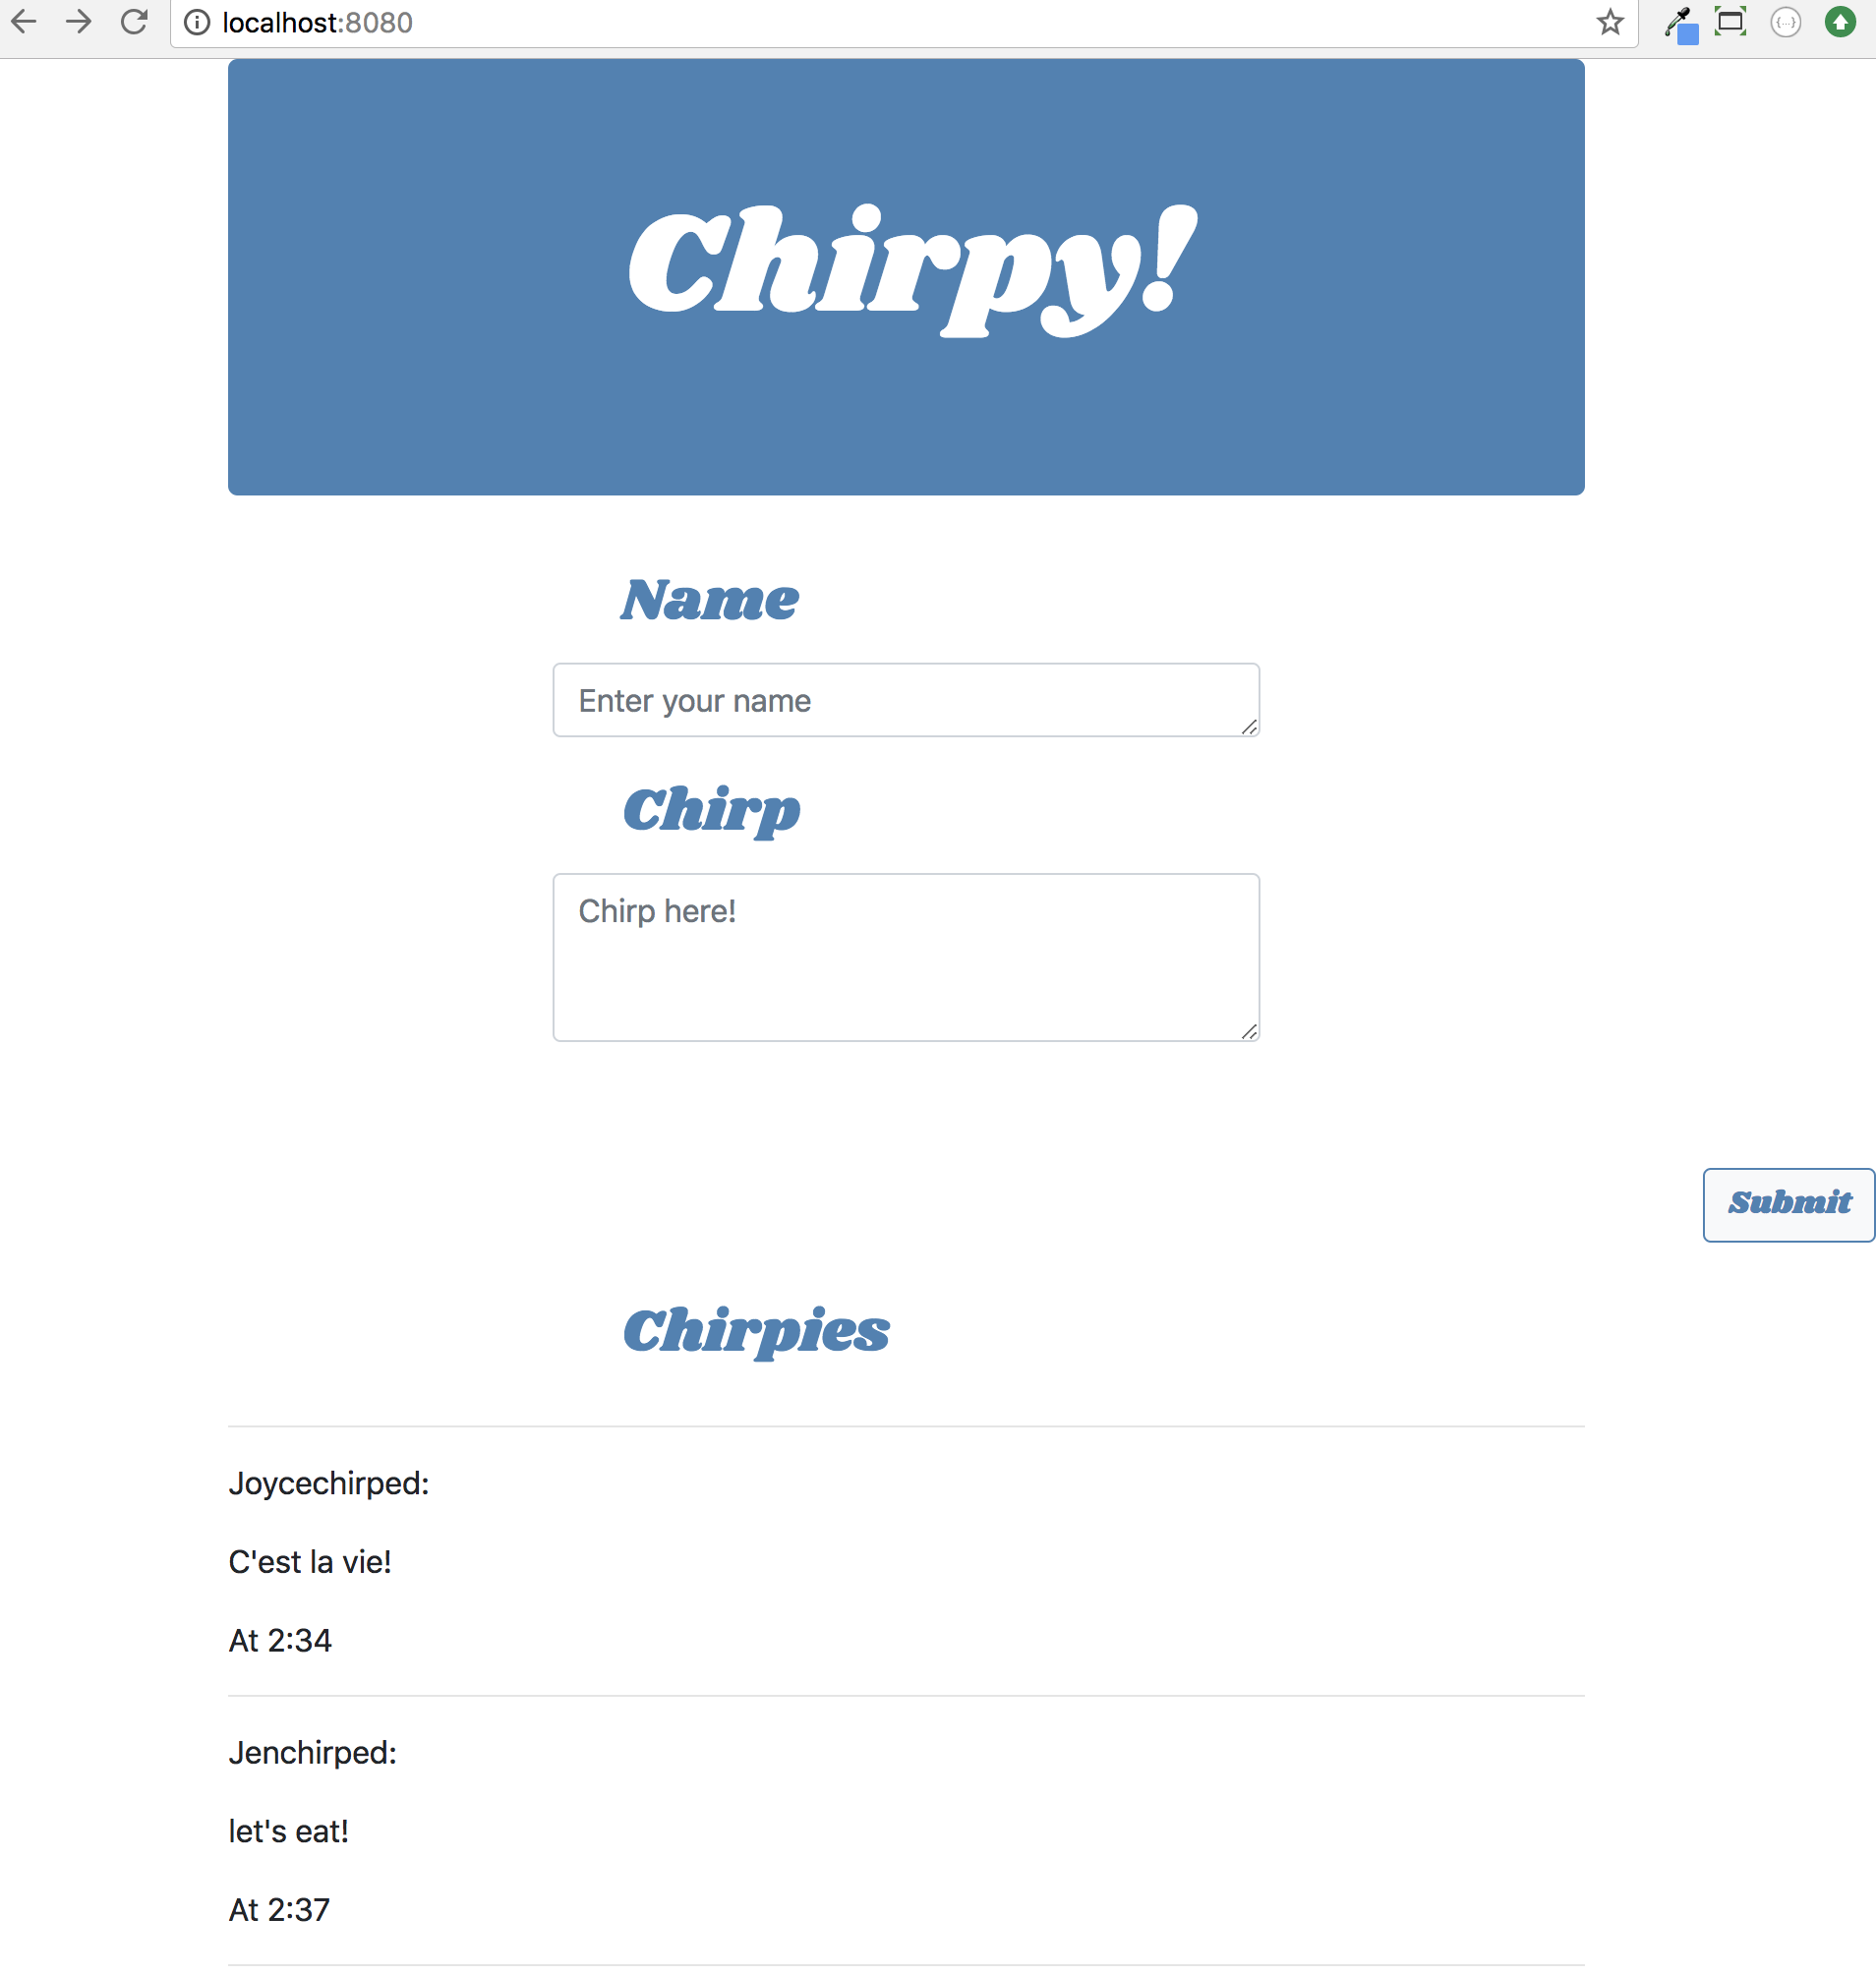 localhost:8080
Chirpy!
Name
Enter your name
Chirp
Chirp here!
Submit
Chirpies
Joycechirped:
C'est la vie!
At 2:34
Jenchirped:
let's eat!
At 2:37